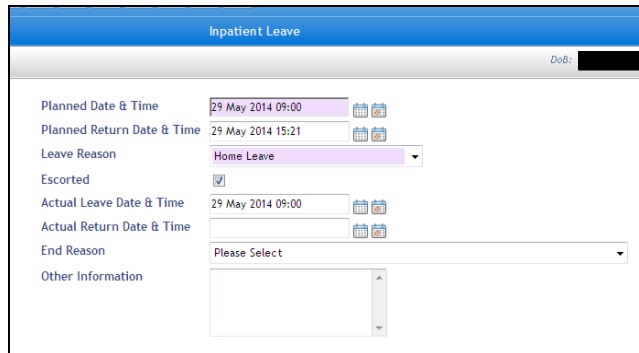 Inpatient Leave
DoB:
Planned Date & Time 29 May 2014 09:00
Planned Return Date & Time 29 May 2014 15:21
Leave Reason Home Leave
Escorted
Actual Leave Date & Time 29 May 2014 09:00
Actual Return Date & Time
End Reason Please Select
Other Information